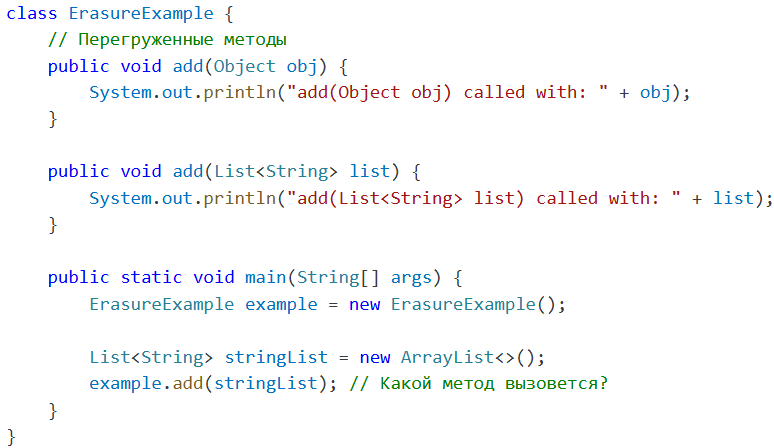 class ErasureExample {
    // Перегруженные методы
    public void add(Object obj) {
        System.out.println("add(Object obj) called with: " + obj);
    }

    public void add(List<String> list) {
        System.out.println("add(List<String> list) called with: " + list);
    }

    public static void main(String[] args) {
        ErasureExample example = new ErasureExample();

        List<String> stringList = new ArrayList<>();
        example.add(stringList); // Какой метод вызовется?
    }
}